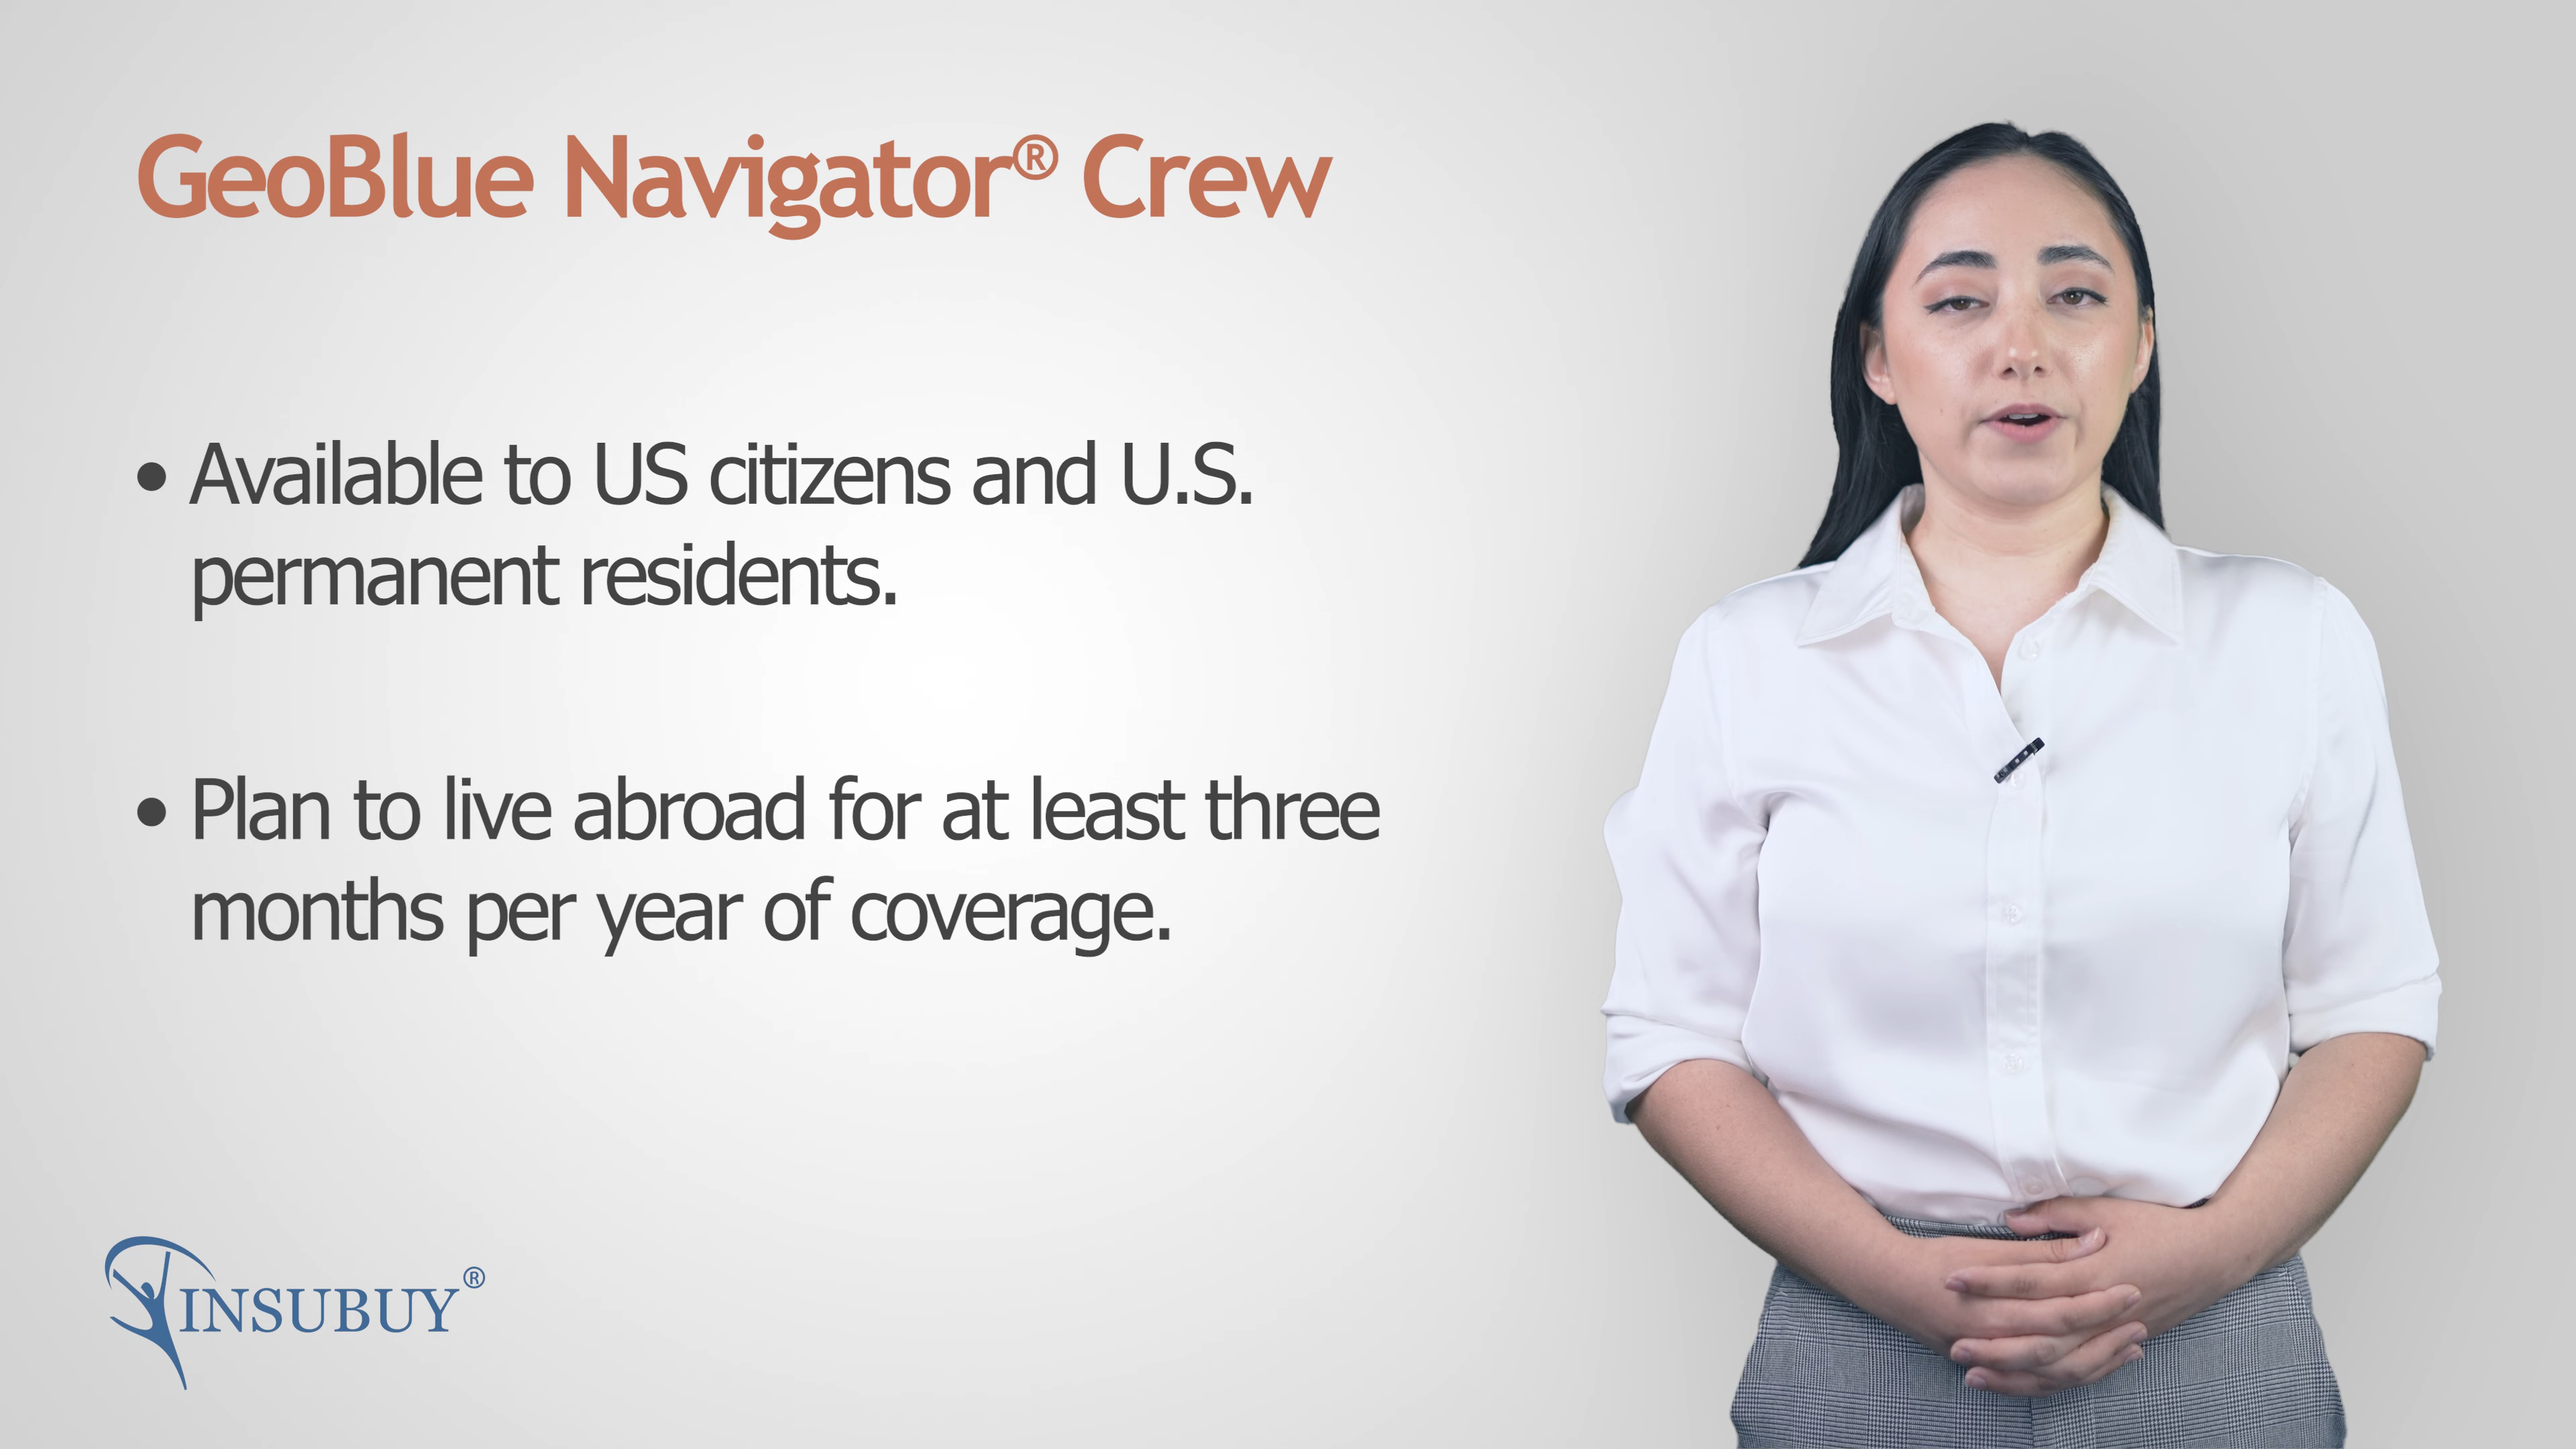 GeoBlue Navigator® Crew
• Available to US citizens and U.S.
permanent residents.
• Plan to live abroad for at least three
months per year of coverage.
INSUBUY®